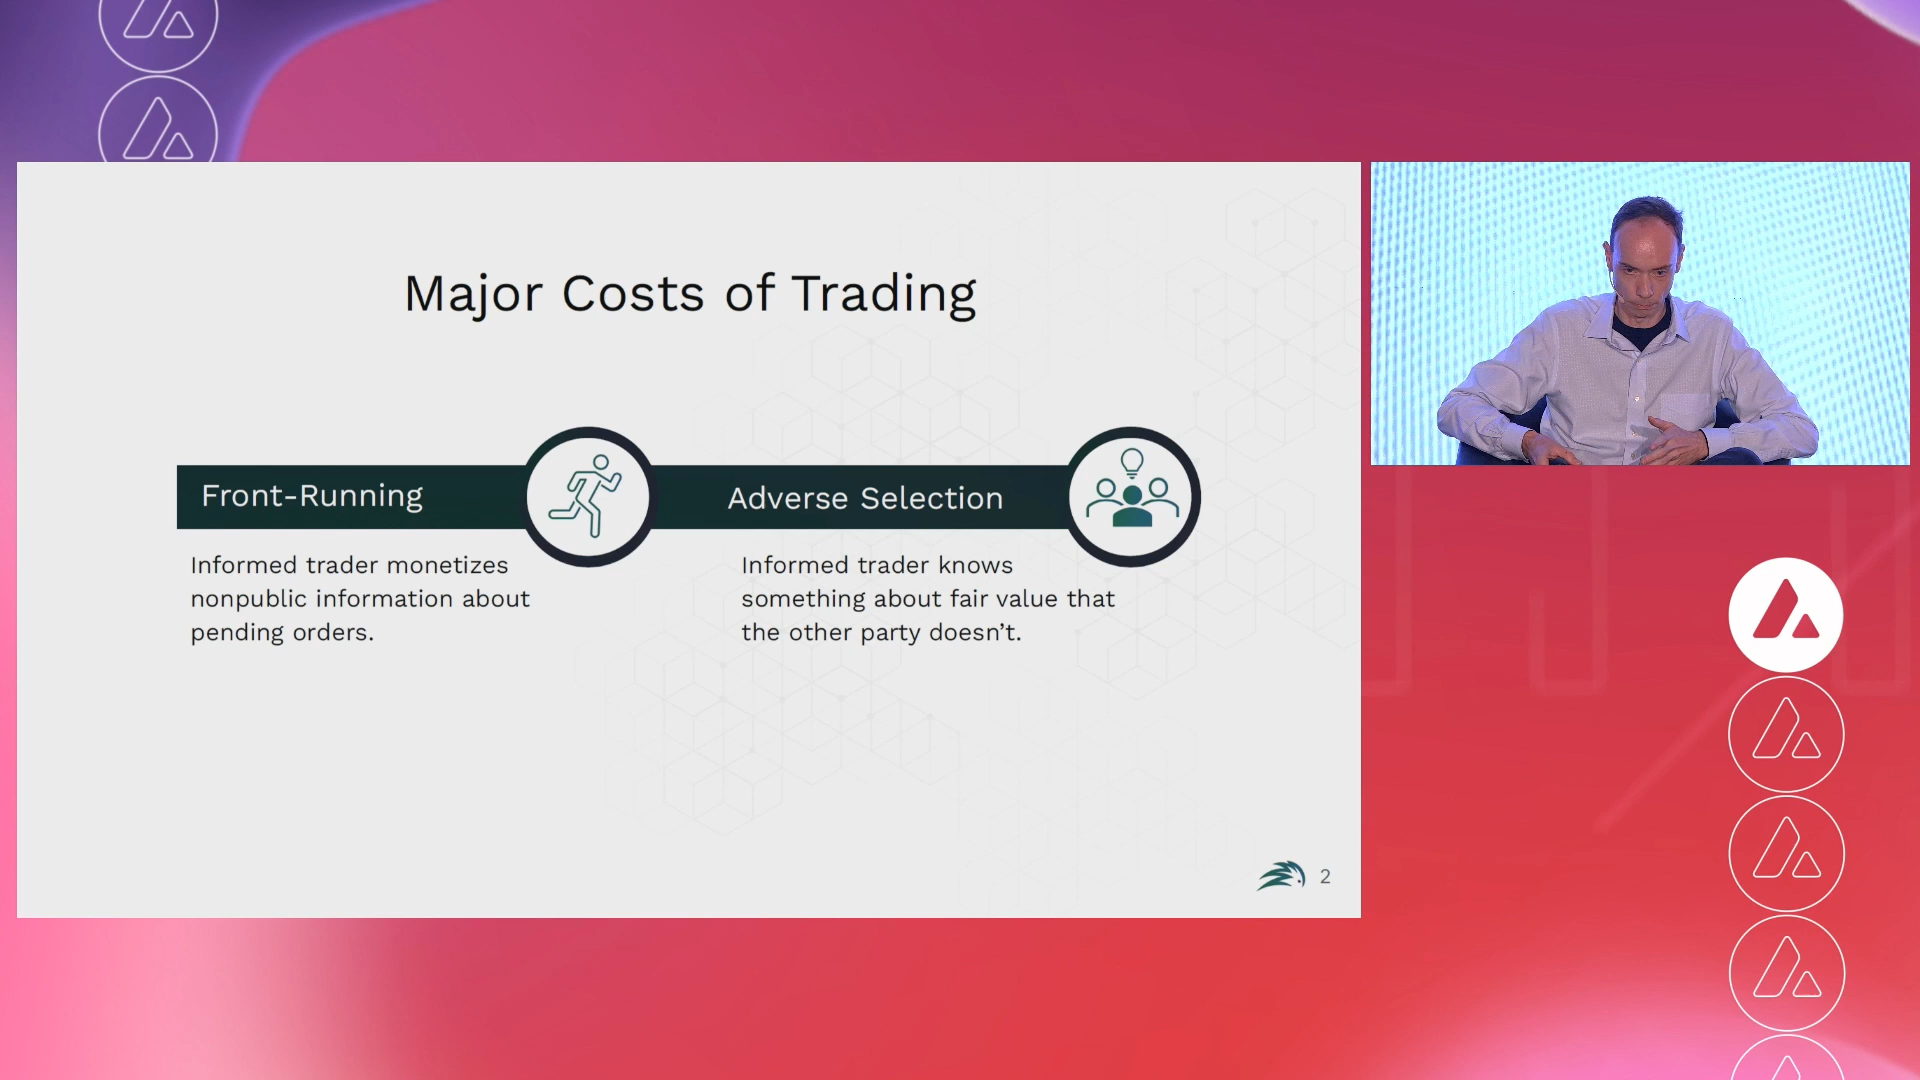 Major Costs of Trading
Front-Running
Informed trader monetizes
nonpublic information about
pending orders.
Adverse Selection
Informed trader knows
something about fair value that
the other party doesn’t.
2